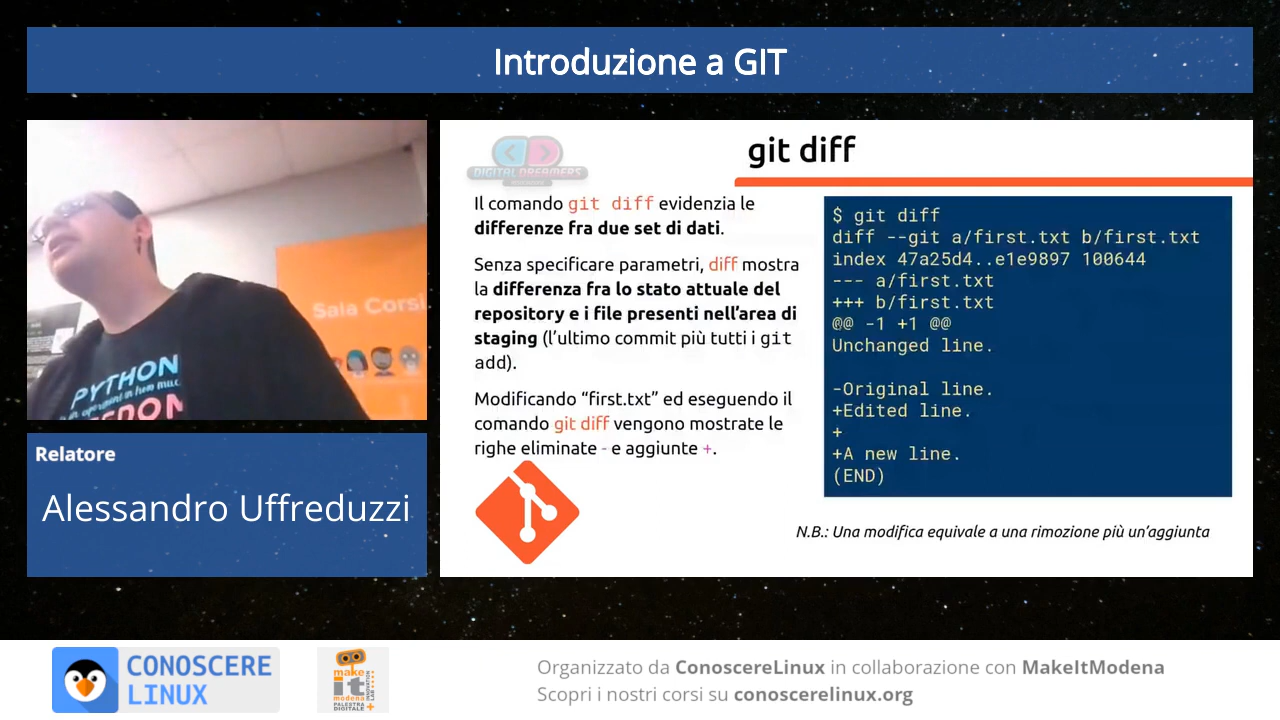 Introduzione a GIT
Sala Corsi
PYTHON
Relatore
Alessandro Uffreduzzi
DIGITAL DREAMERS
git diff
Il comando git diff evidenzia le
differenze fra due set di dati.
Senza specificare parametri, diff mostra
la differenza fra lo stato attuale del
repository e i file presenti nell'area di
staging (l'ultimo commit più tutti i git
add).
Modificando “first.txt” ed eseguendo il
comando git diff vengono mostrate le
righe eliminate - e aggiunte +.
$ git diff
diff --git a/first.txt b/first.txt
index 47a25d4..e1e9897 100644
--- a/first.txt
+++ b/first.txt
@@ -1 +1 @@
Unchanged line.
-Original line.
+Edited line.
+
+A new line.
(END)
N.B.: Una modifica equivale a una rimozione più un'aggiunta
CONOSCERE
LINUX
make
it
modena
PALESTRA
DIGITALE
INNOVATION
LAB
Organizzato da ConoscereLinux in collaborazione con MakeItModena
Scopri i nostri corsi su conoscerelinux.org